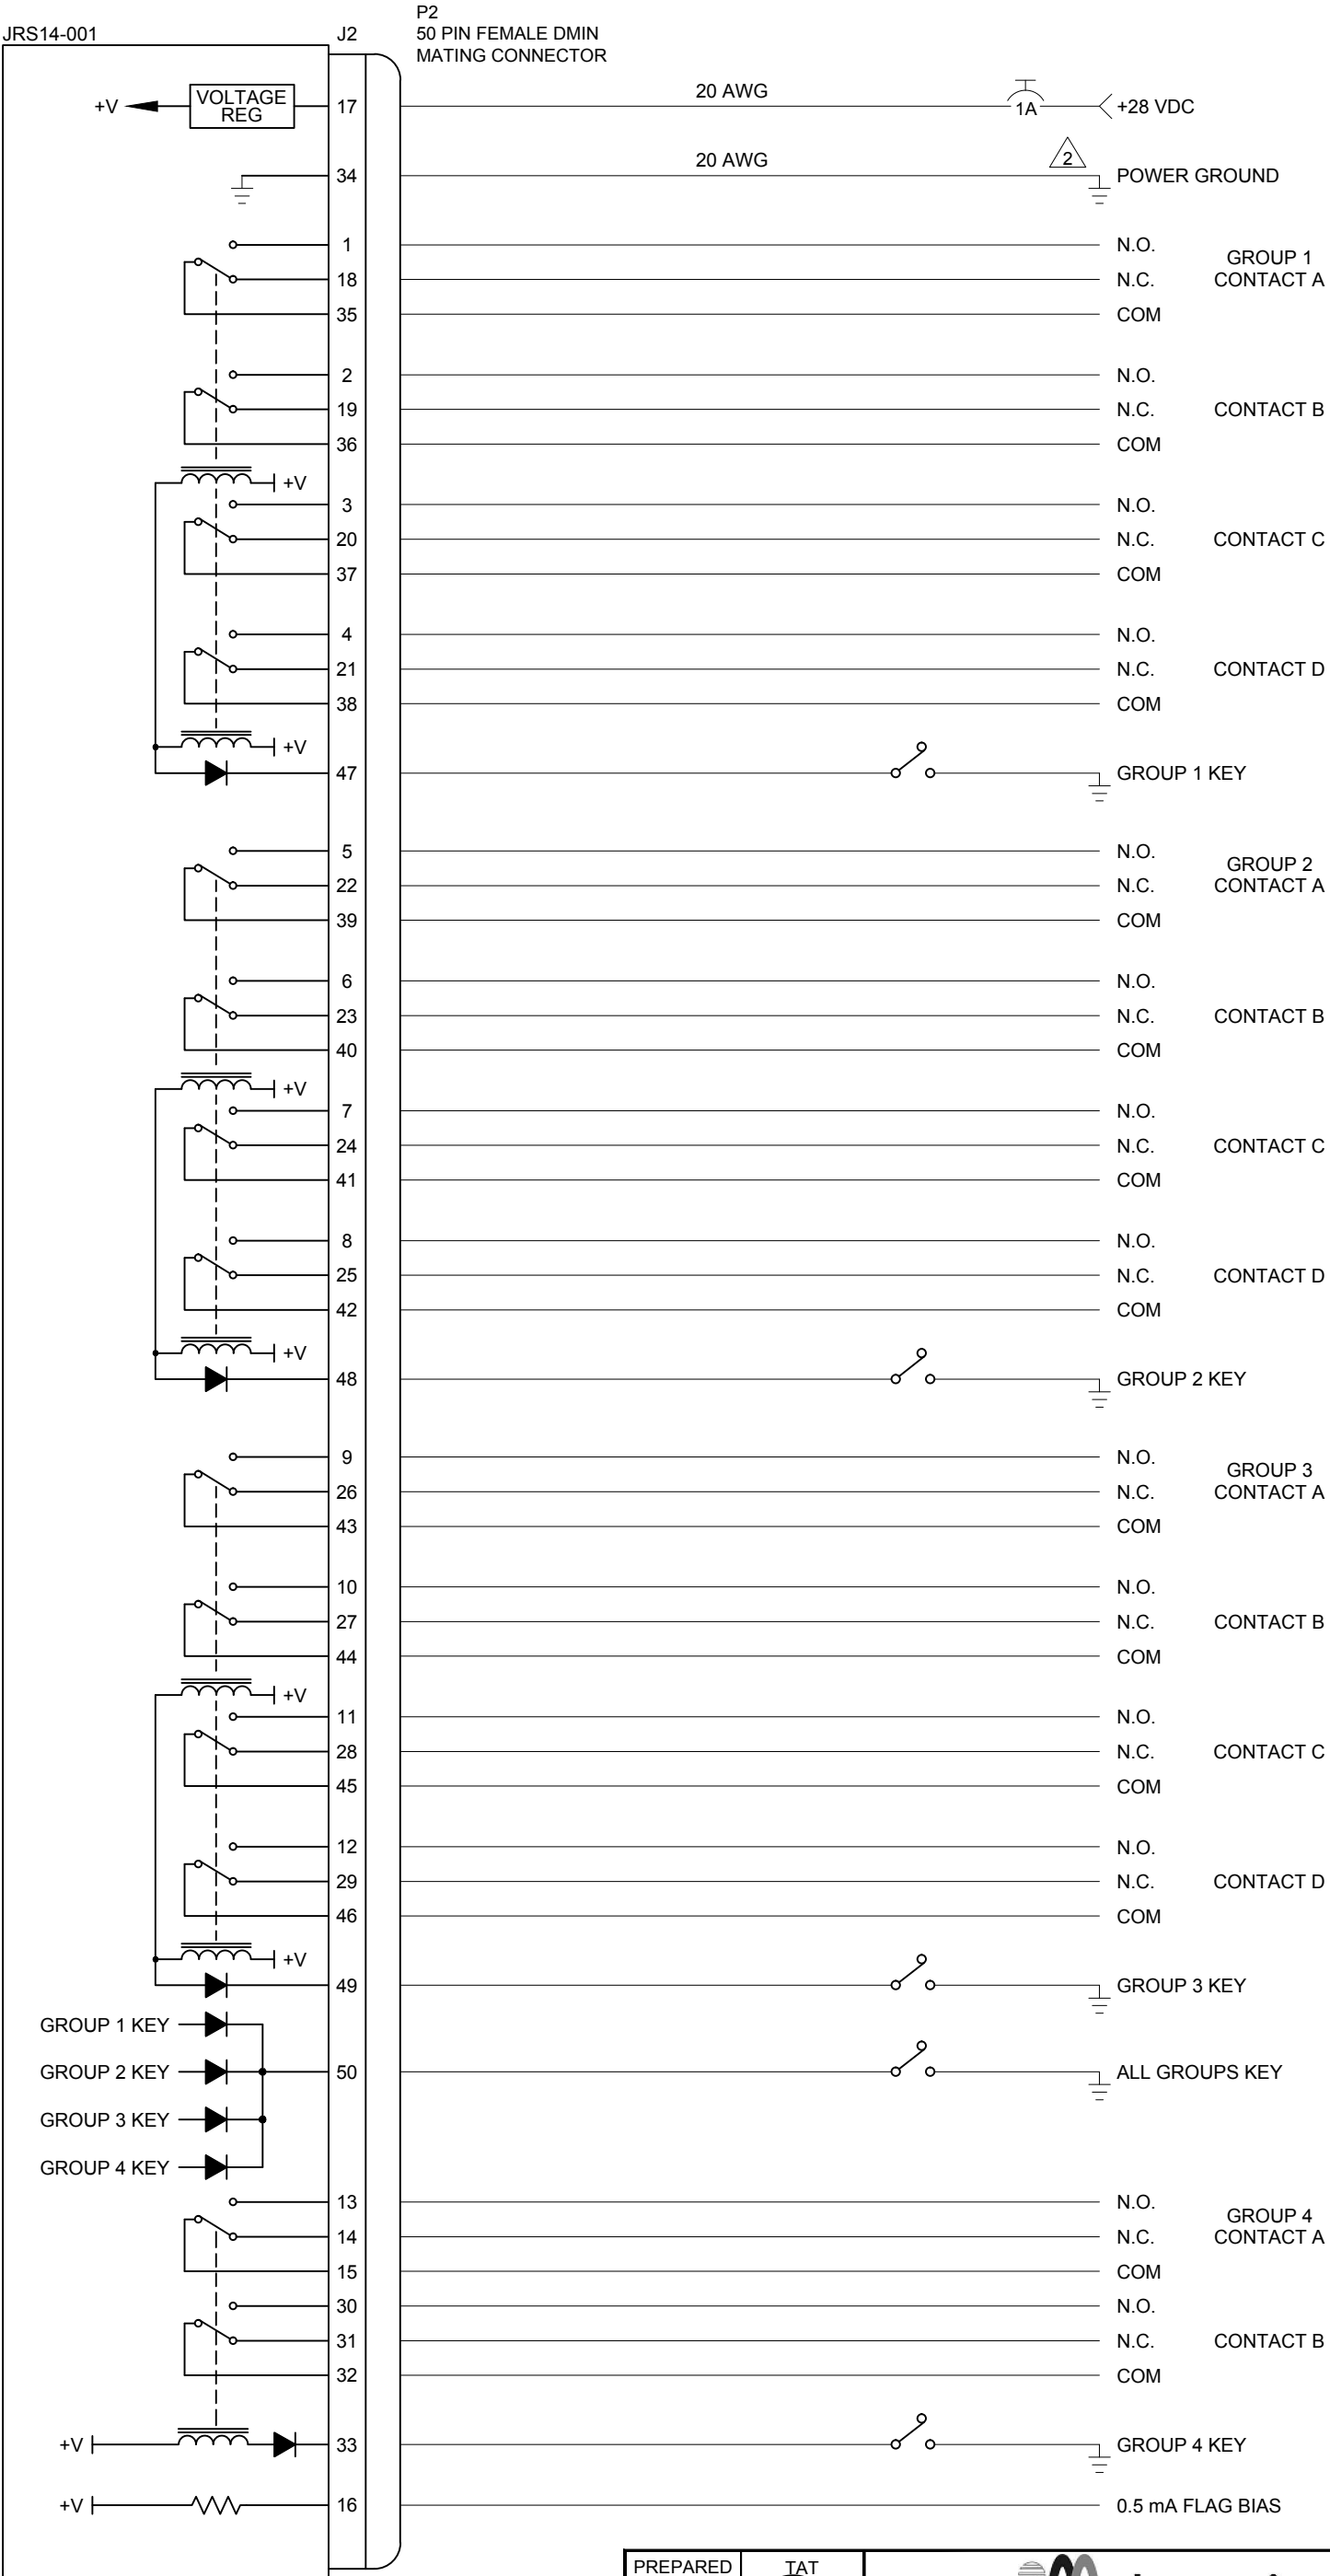 P2
JRS14-001 J2 50 PIN FEMALE DMIN
MATING CONNECTOR
+V VOLTAGE REG 17 20 AWG 1A +28 VDC
34 20 AWG 2 POWER GROUND
1 N.O. GROUP 1
18 N.C. CONTACT A
35 COM
2 N.O.
19 N.C. CONTACT B
36 COM
+V
3 N.O.
20 N.C. CONTACT C
37 COM
4 N.O.
21 N.C. CONTACT D
38 COM
+V
47 GROUP 1 KEY
5 N.O. GROUP 2
22 N.C. CONTACT A
39 COM
6 N.O.
23 N.C. CONTACT B
40 COM
+V
7 N.O.
24 N.C. CONTACT C
41 COM
8 N.O.
25 N.C. CONTACT D
42 COM
+V
48 GROUP 2 KEY
9 N.O. GROUP 3
26 N.C. CONTACT A
43 COM
10 N.O.
27 N.C. CONTACT B
44 COM
+V
11 N.O.
28 N.C. CONTACT C
45 COM
12 N.O.
29 N.C. CONTACT D
46 COM
+V
49 GROUP 3 KEY
GROUP 1 KEY
GROUP 2 KEY 50 ALL GROUPS KEY
GROUP 3 KEY
GROUP 4 KEY
13 N.O. GROUP 4
14 N.C. CONTACT A
15 COM
30 N.O.
31 N.C. CONTACT B
32 COM
+V 33 GROUP 4 KEY
+V 16 0.5 mA FLAG BIAS
PREPARED TAT